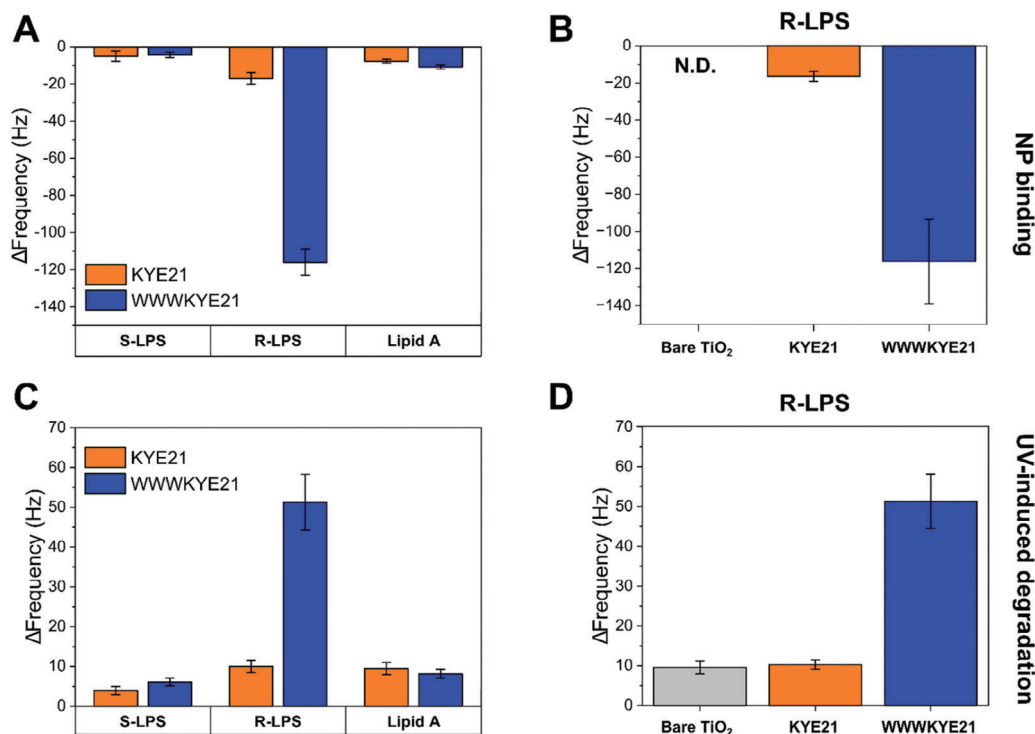 A
ΔFrequency (Hz)
0
-20
-40
-60
-80
-100
-120
-140
KYE21
WWWKYE21
S-LPS
R-LPS
Lipid A
B
R-LPS
ΔFrequency (Hz)
0
−20
−40
−60
−80
−100
−120
−140
N.D.
Bare TiO₂
KYE21
WWWKYE21
NP binding
C
ΔFrequency (Hz)
70
60
50
40
30
20
10
0
KYE21
WWWKYE21
S-LPS
R-LPS
Lipid A
D
R-LPS
ΔFrequency (Hz)
70
60
50
40
30
20
10
0
Bare TiO₂
KYE21
WWWKYE21
UV-induced degradation